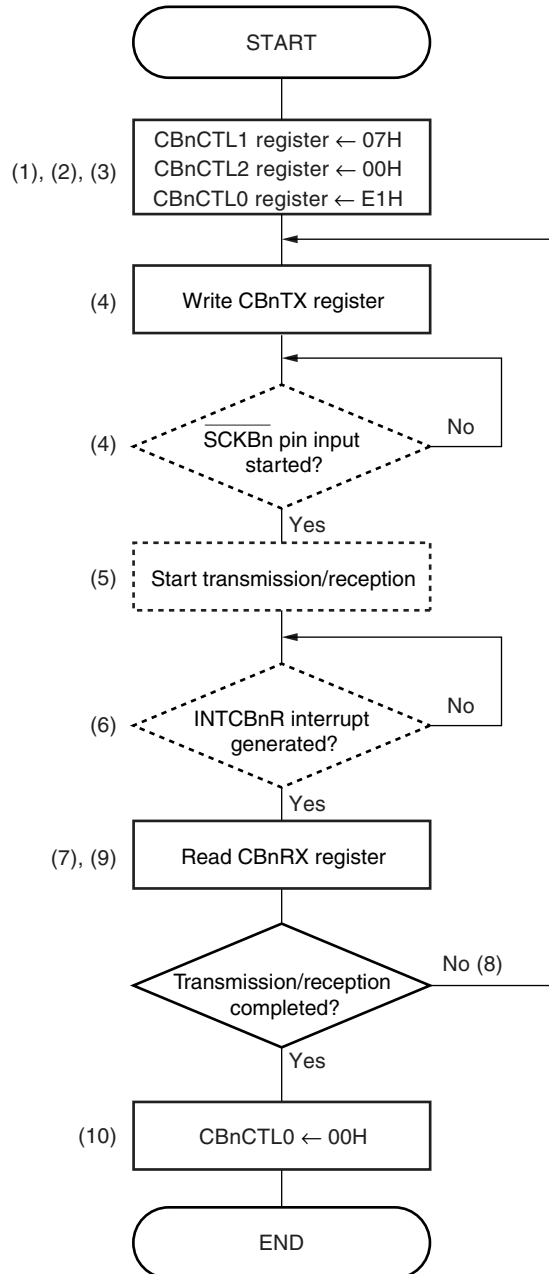 START
CBnCTL1 register ← 07H
(1), (2), (3) CBnCTL2 register ← 00H
CBnCTL0 register ← E1H
(4) Write CBnTX register
(4) S̅C̅K̅B̅n̅ pin input No
started?
Yes
(5) Start transmission/reception
(6) INTCBnR interrupt No
generated?
Yes
(7), (9) Read CBnRX register
Transmission/reception No (8)
completed?
Yes
(10) CBnCTL0 ← 00H
END